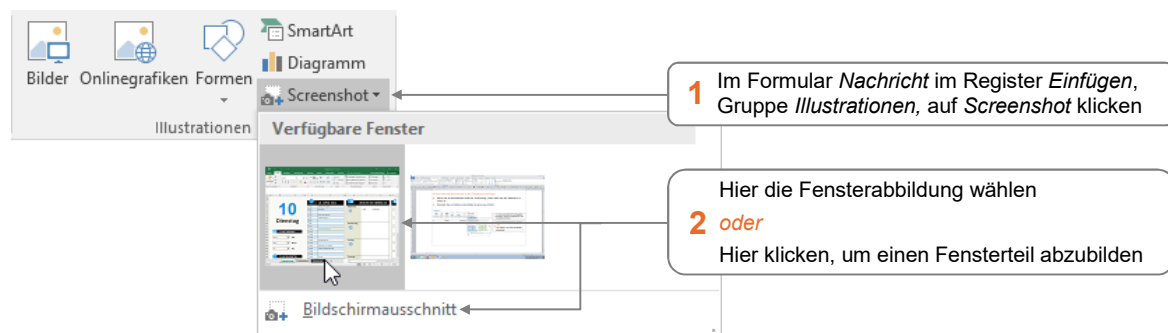 SmartArt
Bilder Onlinegrafiken Formen
Diagramm
Screenshot
Illustrationen
Verfügbare Fenster
10
Dienstag
Bildschirmausschnitt
1 Im Formular Nachricht im Register Einfügen,
Gruppe Illustrationen, auf Screenshot klicken
Hier die Fensterabbildung wählen
2 oder
Hier klicken, um einen Fensterteil abzubilden